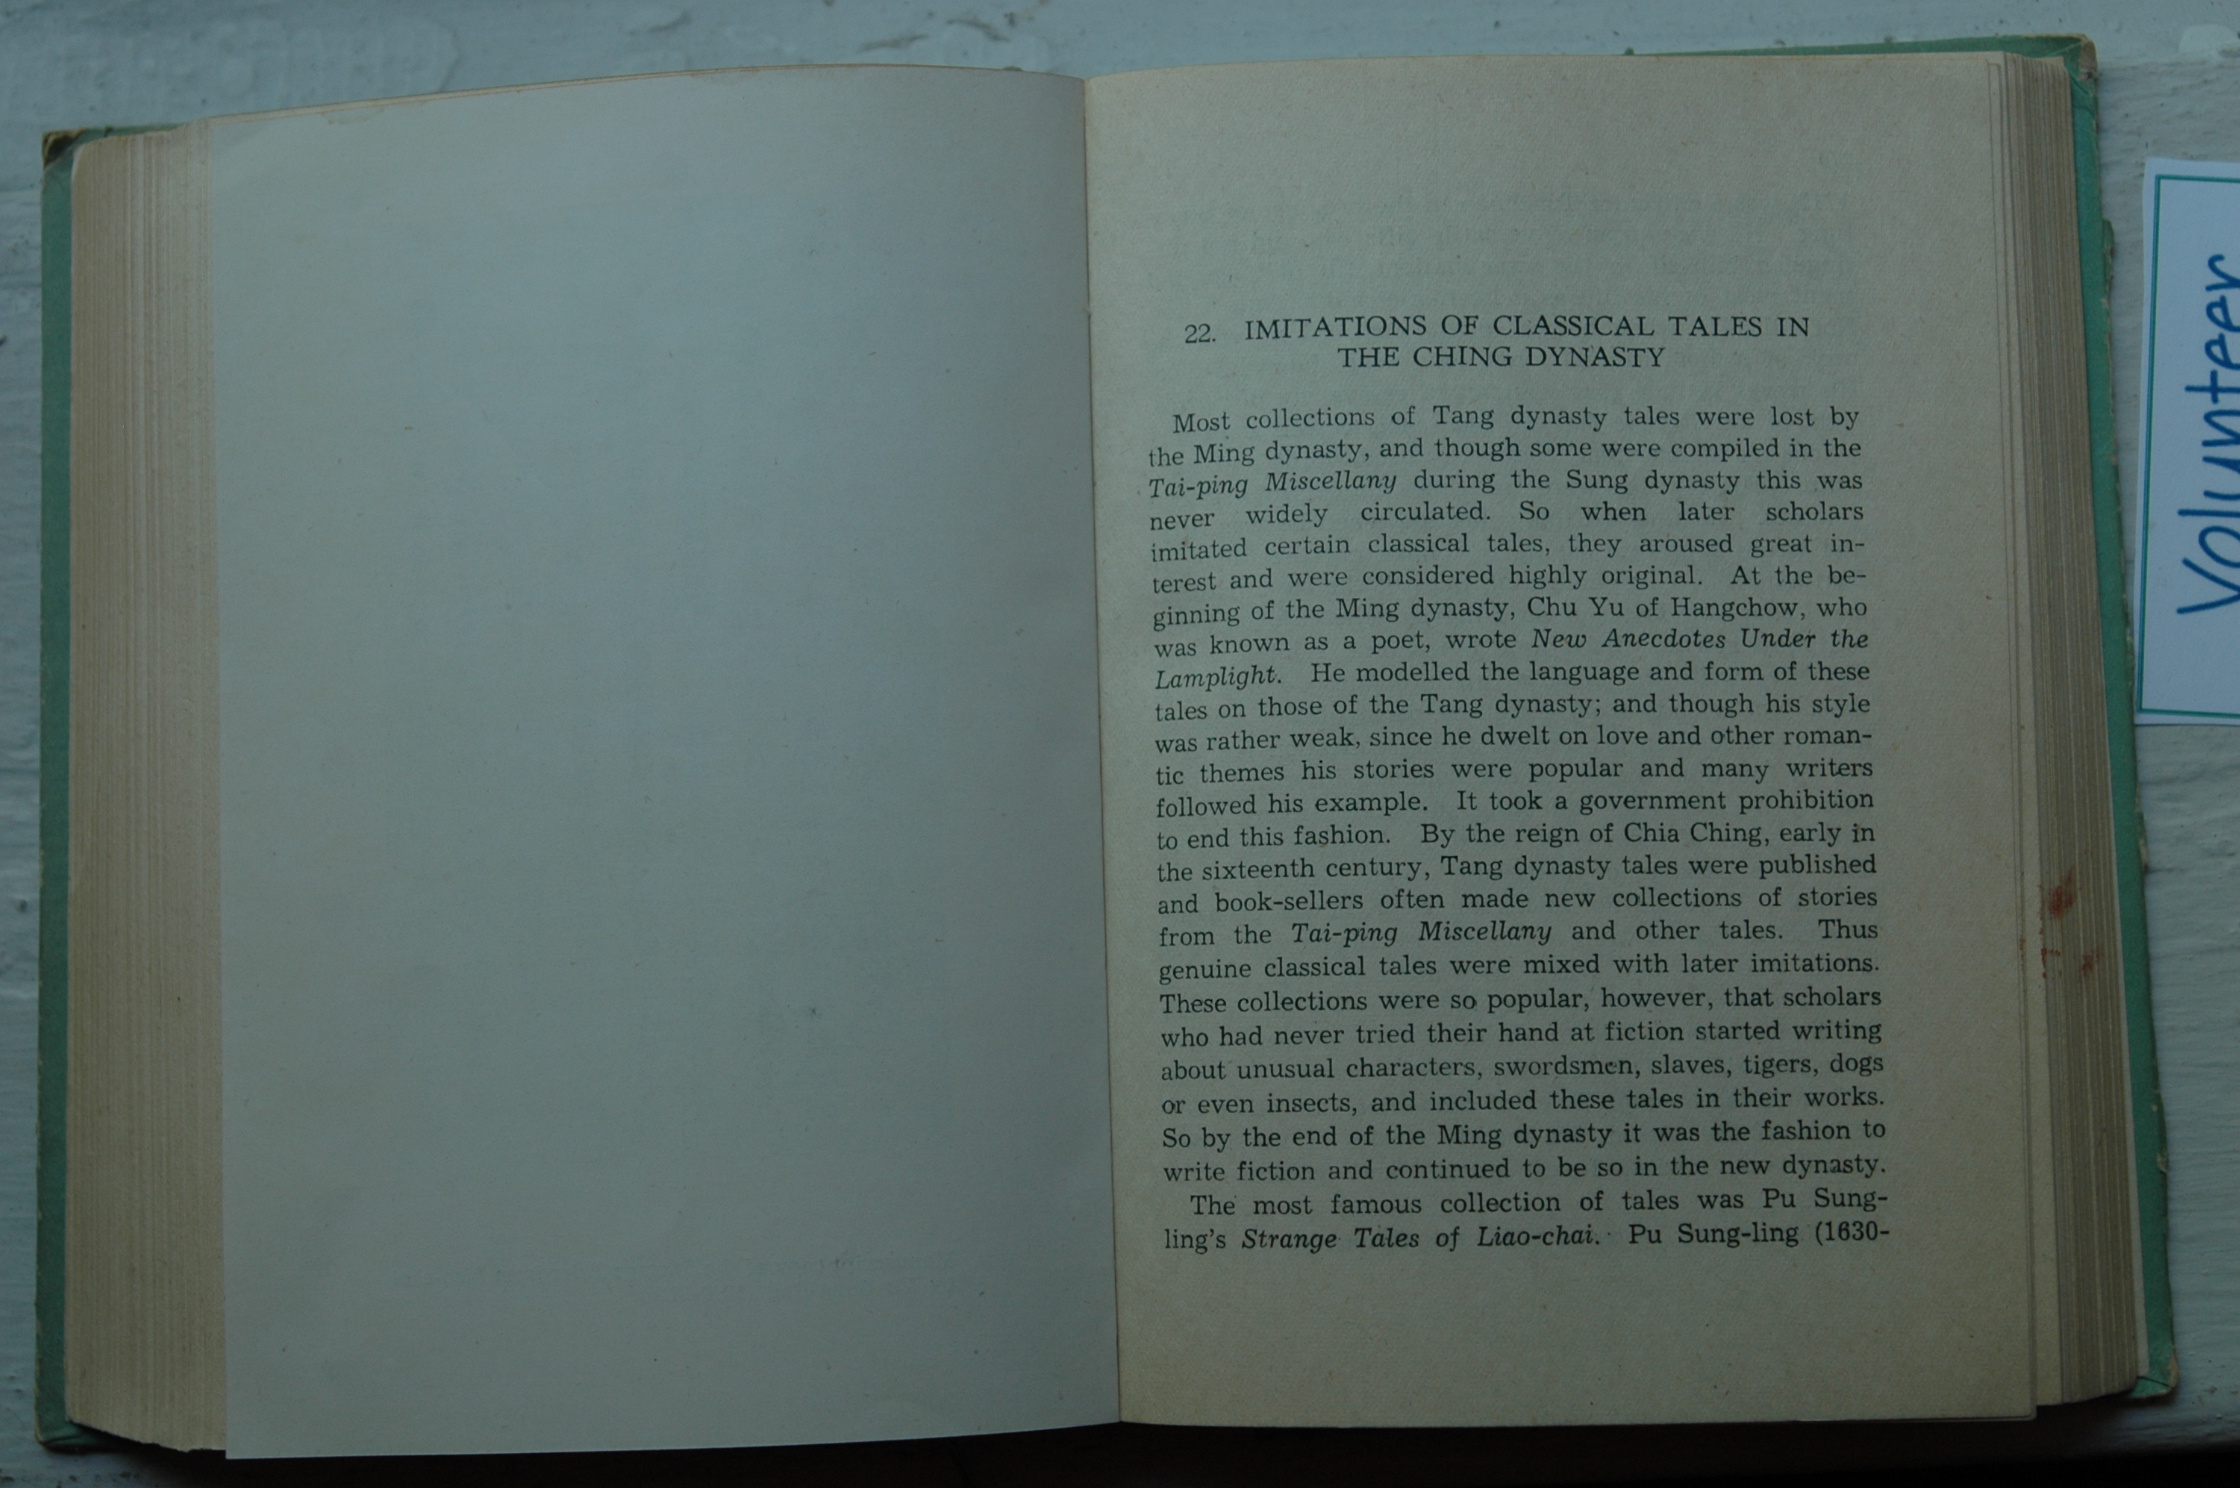 22. IMITATIONS OF CLASSICAL TALES IN
THE CHING DYNASTY
Most collections of Tang dynasty tales were lost by
the Ming dynasty, and though some were compiled in the
Tai-ping Miscellany during the Sung dynasty this was
never widely circulated. So when later scholars
imitated certain classical tales, they aroused great in-
terest and were considered highly original. At the be-
ginning of the Ming dynasty, Chu Yu of Hangchow, who
was known as a poet, wrote New Anecdotes Under the
Lamplight. He modelled the language and form of these
tales on those of the Tang dynasty; and though his style
was rather weak, since he dwelt on love and other roman-
tic themes his stories were popular and many writers
followed his example. It took a government prohibition
to end this fashion. By the reign of Chia Ching, early in
the sixteenth century, Tang dynasty tales were published
and book-sellers often made new collections of stories
from the Tai-ping Miscellany and other tales. Thus
genuine classical tales were mixed with later imitations.
These collections were so popular, however, that scholars
who had never tried their hand at fiction started writing
about unusual characters, swordsmen, slaves, tigers, dogs
or even insects, and included these tales in their works.
So by the end of the Ming dynasty it was the fashion to
write fiction and continued to be so in the new dynasty.
The most famous collection of tales was Pu Sung-
ling's Strange Tales of Liao-chai. Pu Sung-ling (1630-
Volunteer